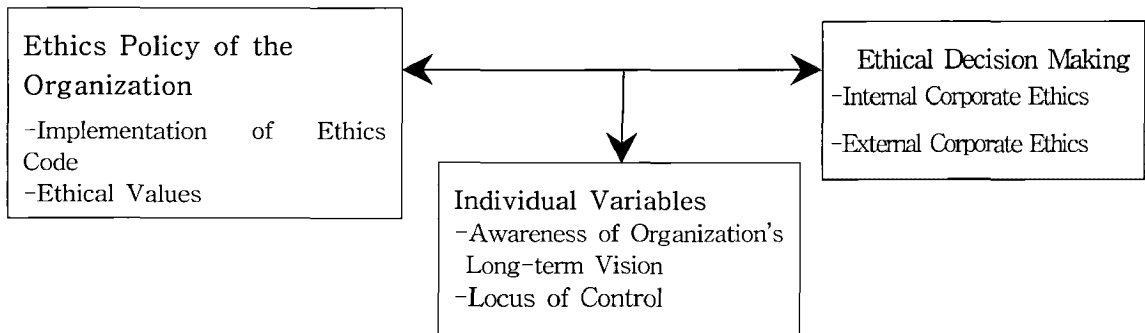 Ethics Policy of the
Organization
-Implementation of Ethics
Code
-Ethical Values
Ethical Decision Making
-Internal Corporate Ethics
-External Corporate Ethics
Individual Variables
-Awareness of Organization's
Long-term Vision
-Locus of Control